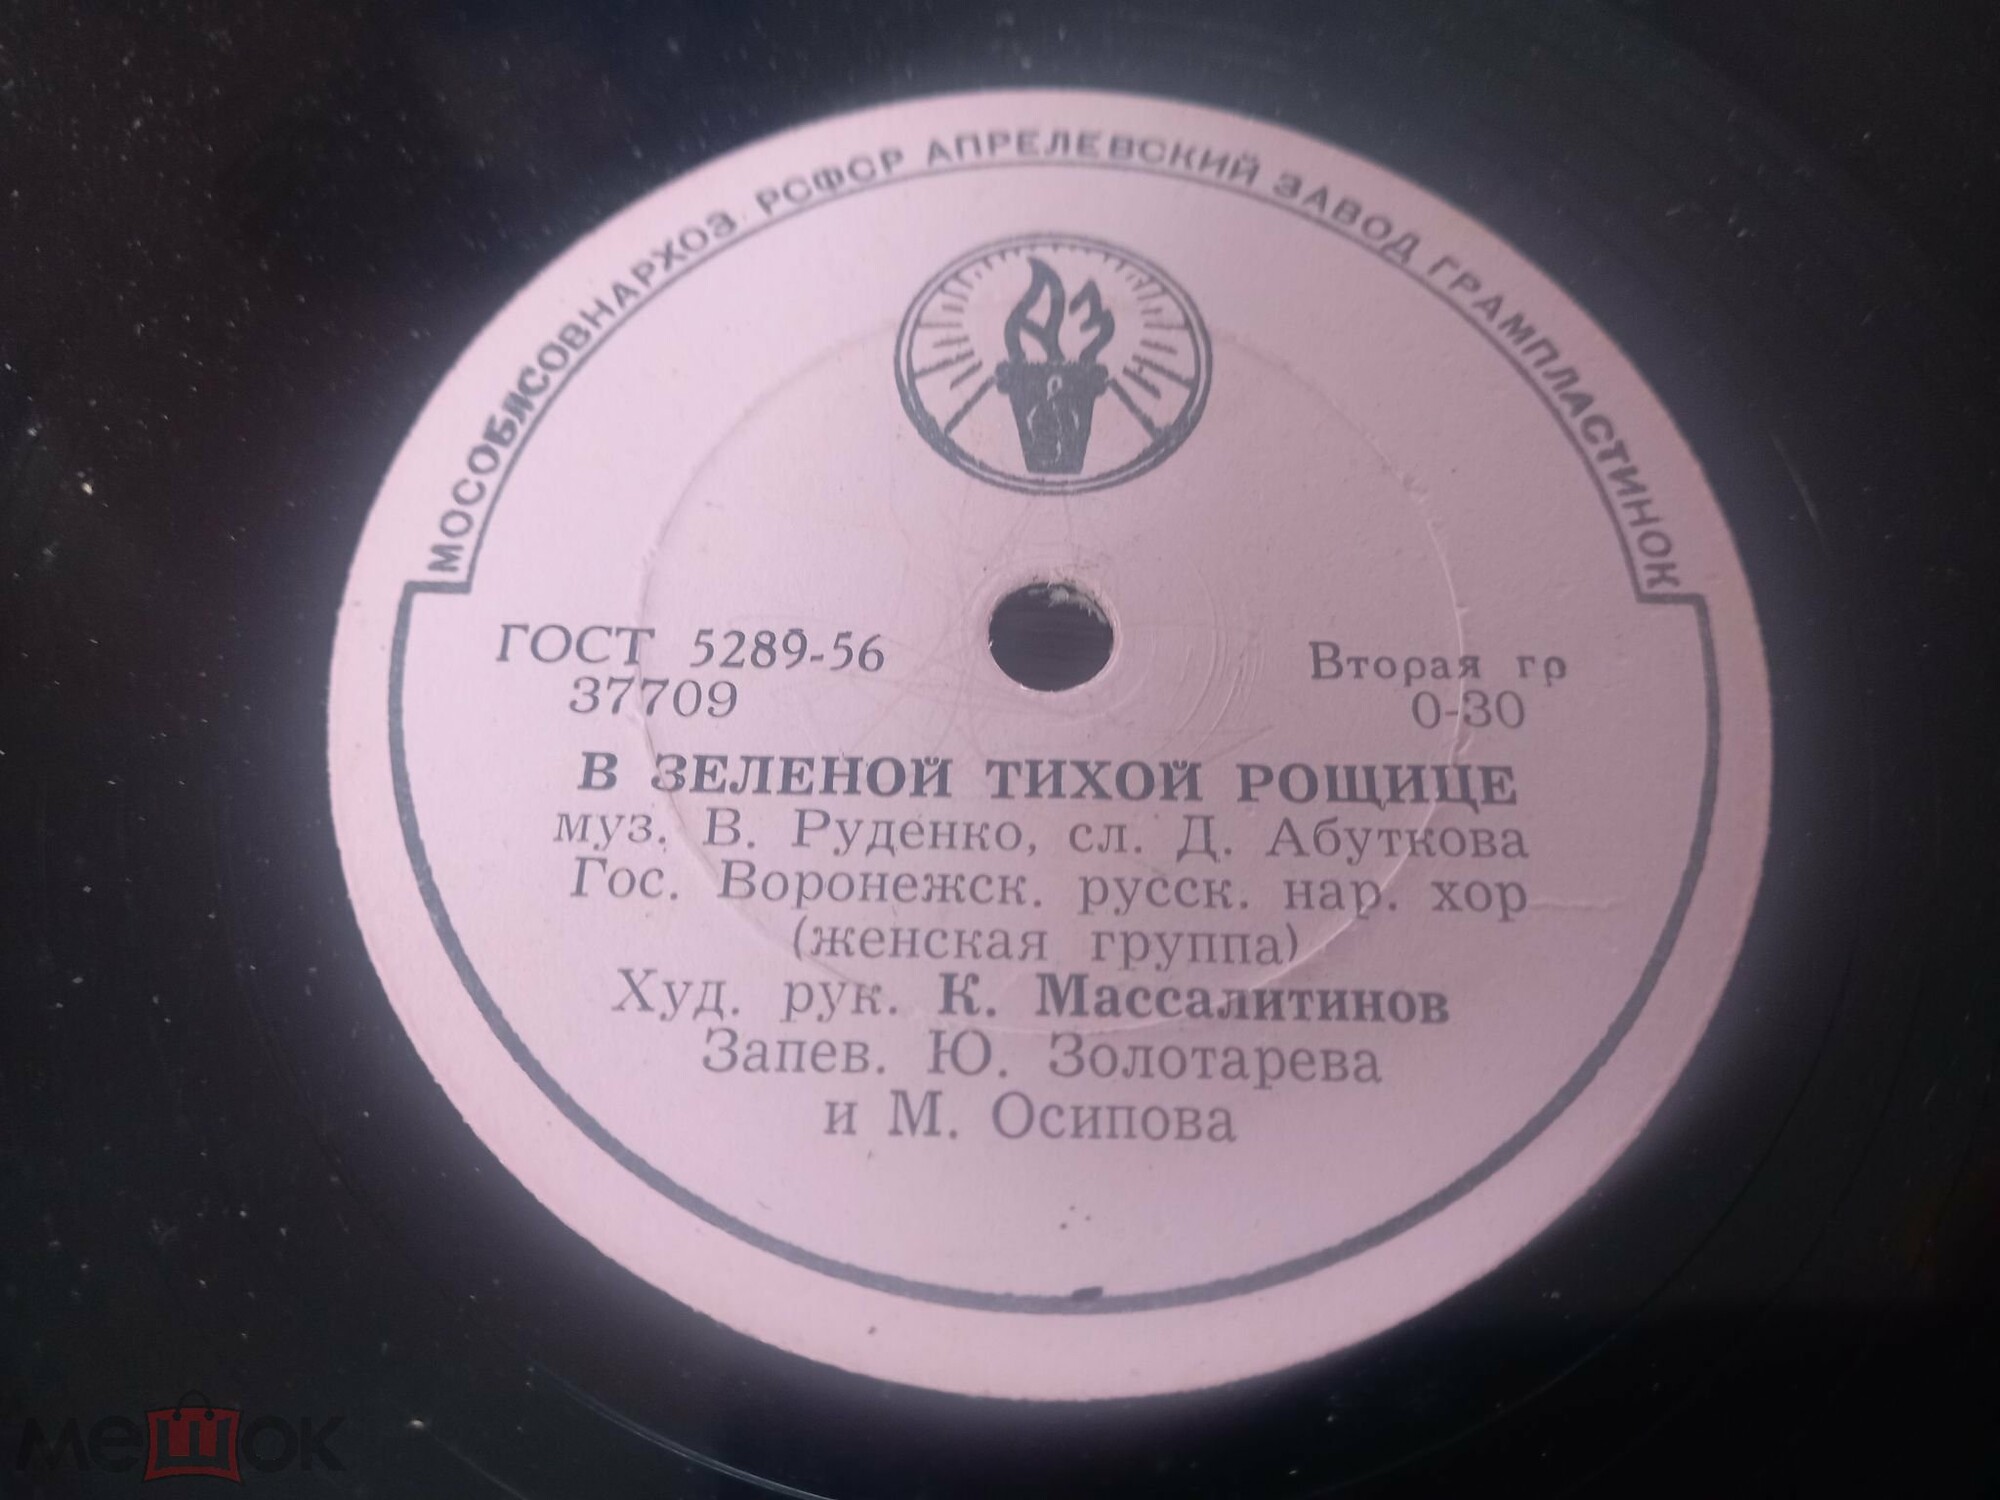 МОСОБЛСОВНАРХОЗ РСФСР АПРЕЛЕВСКИЙ ЗАВОД ГРАМПЛАСТИНОК
АЗ
ГОСТ 5289-56
37709
Вторая гр
0-30
В ЗЕЛЕНОЙ ТИХОЙ РОЩИЦЕ
муз. В. Руденко, сл. Д. Абуткова
Гос. Воронежск. русск. нар. хор
(женская группа)
Худ. рук. К. Массалитинов
Запев. Ю. Золотарева
и М. Осипова
мешок